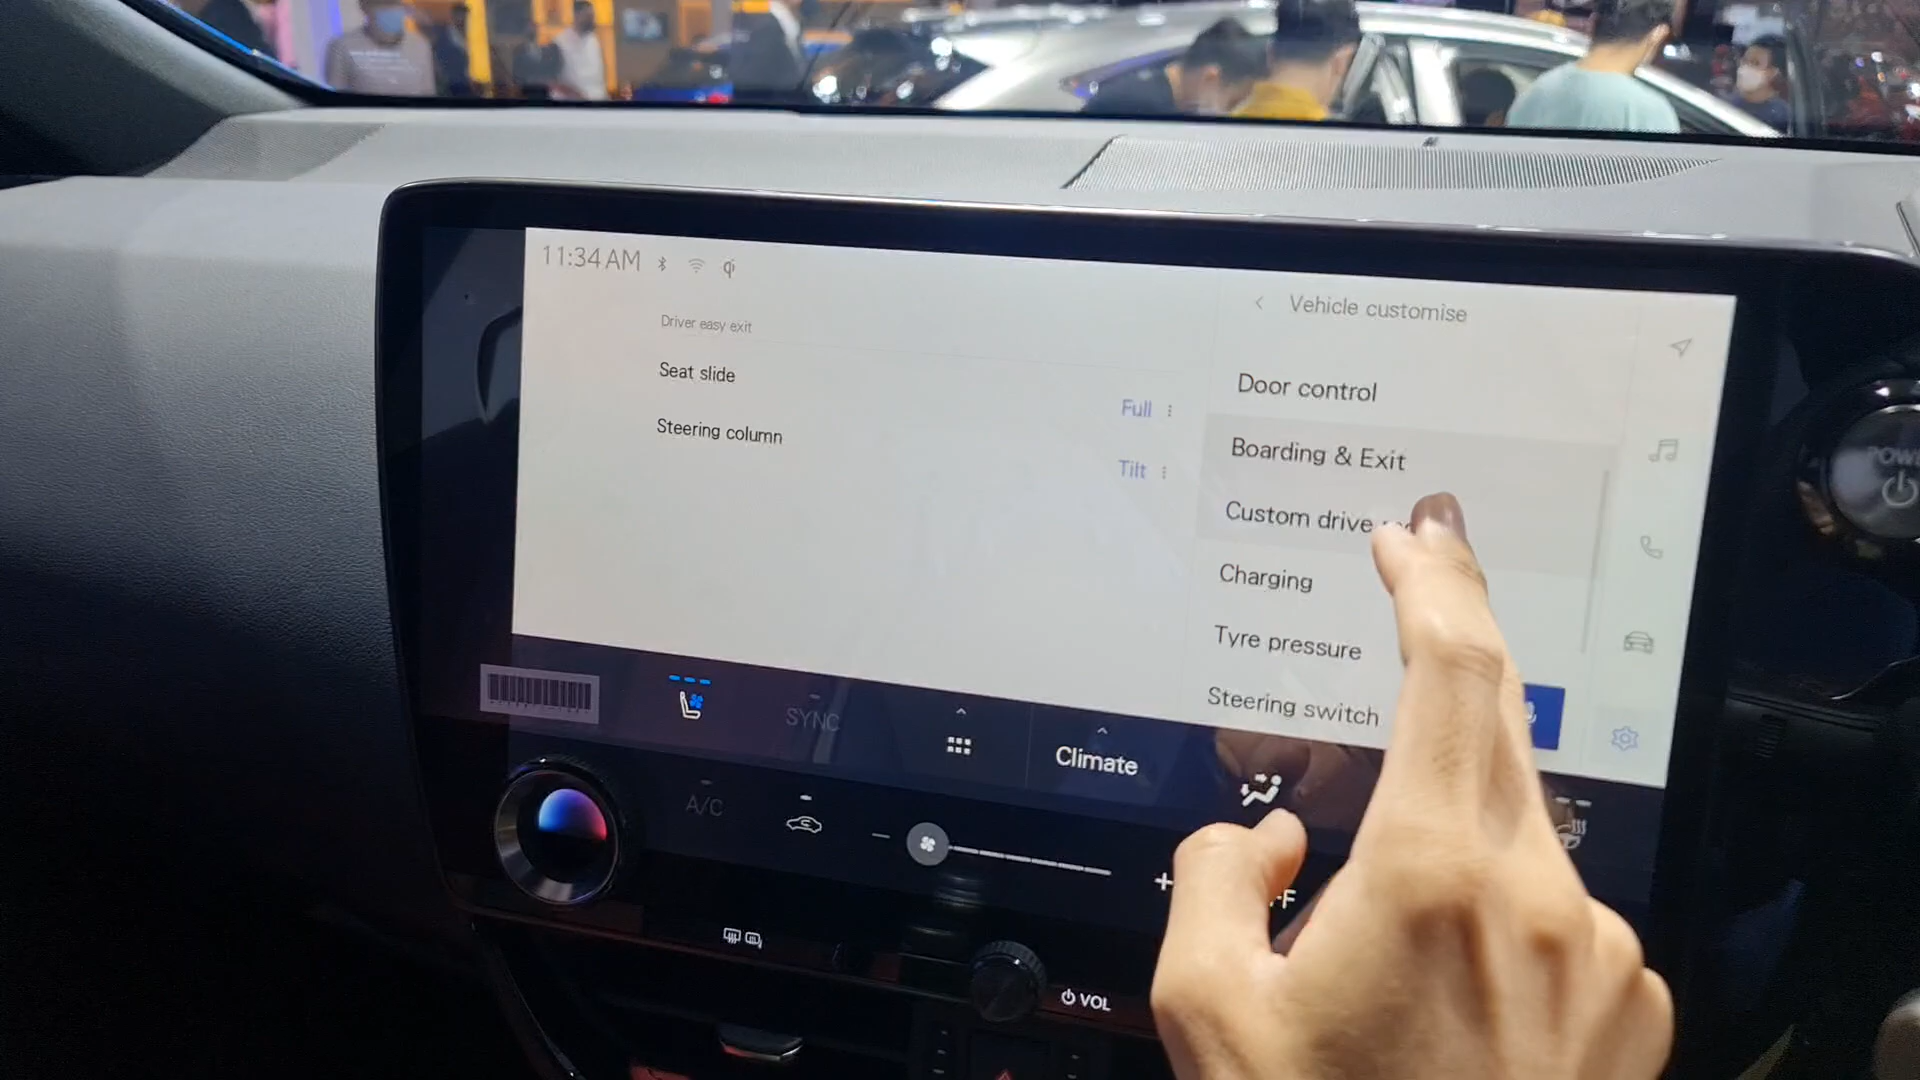 11:34 AM
Vehicle customise
Driver easy exit
Seat slide
Full
Steering column
Tilt
Door control
Boarding & Exit
Custom drive
Charging
Tyre pressure
Steering switch
SYNC
Climate
A/C
VOL